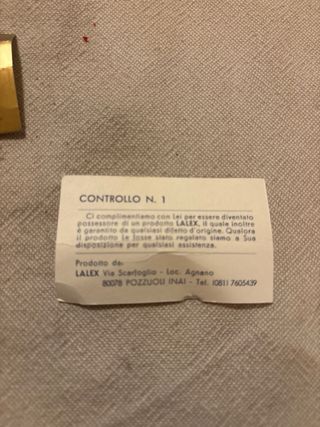 CONTROLLO N. 1
Ci complimentiamo con Lei per essere diventato
possessore di un prodotto LALEX, il quale inoltre
è garantito da qualsiasi difetto d'origine. Qualora
il prodotto Le fosse stato regalato siamo a Sua
disposizione per qualsiasi assistenza.
Prodotto da:
LALEX Via Scarfoglio - Loc. Agnano
80078 POZZUOLI (NA) - Tel. (081) 7605439